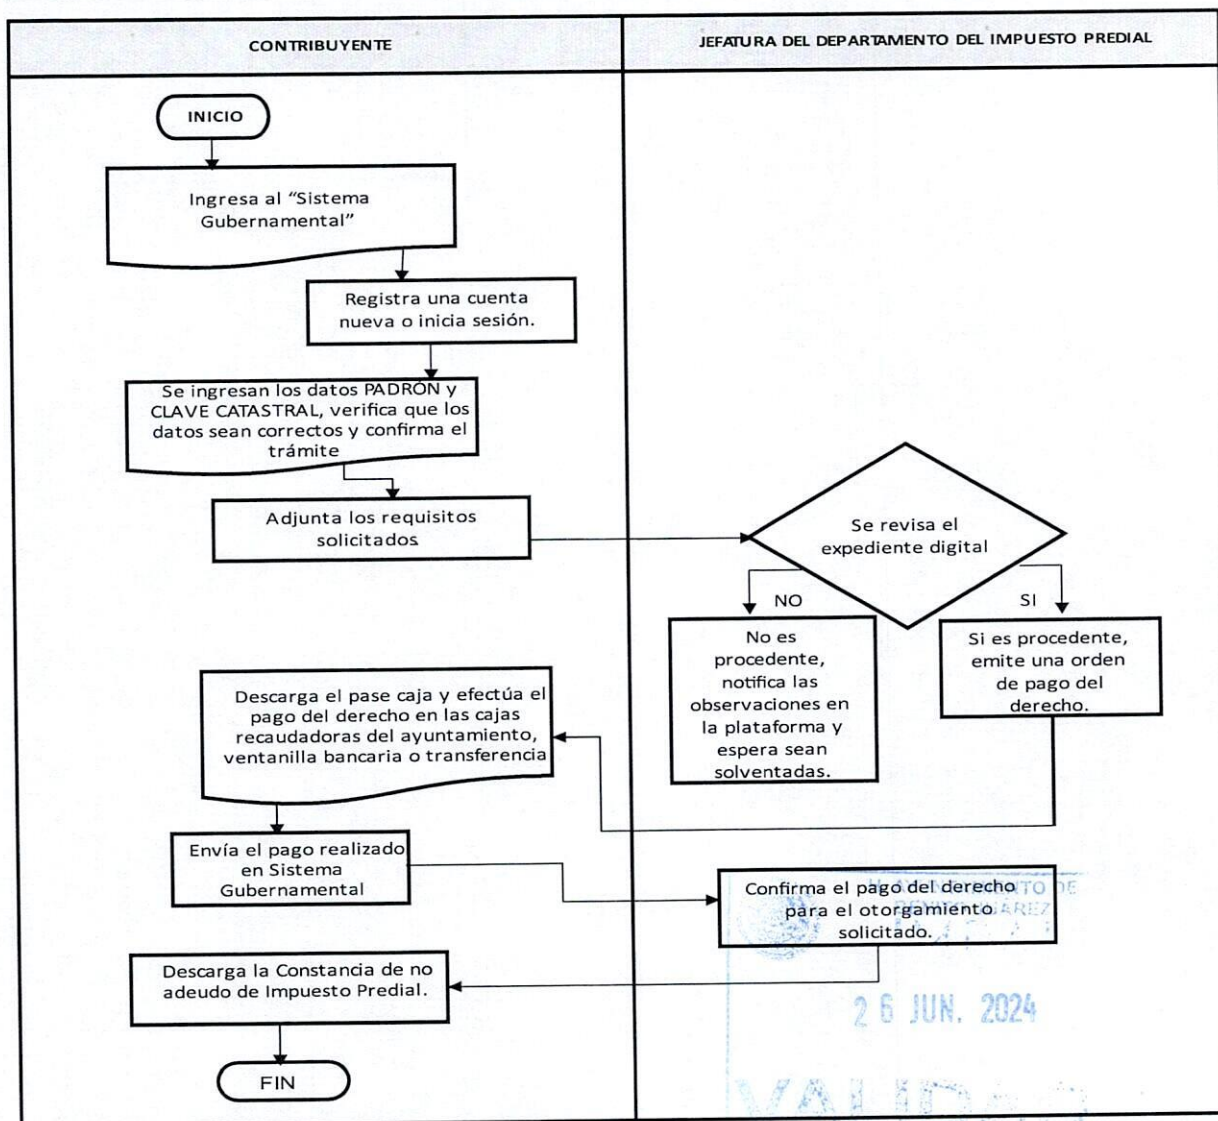 CONTRIBUYENTE
JEFATURA DEL DEPARTAMENTO DEL IMPUESTO PREDIAL
INICIO
Ingresa al “Sistema
Gubernamental”
Registra una cuenta
nueva o inicia sesión.
Se ingresan los datos PADRÓN y
CLAVE CATASTRAL, verifica que los
datos sean correctos y confirma el
trámite
Adjunta los requisitos
solicitados.
Se revisa el
expediente digital
NO
SI
No es
procedente,
notifica las
observaciones en
la plataforma y
espera sean
solventadas.
Si es procedente,
emite una orden
de pago del
derecho.
Descarga el pase caja y efectúa el
pago del derecho en las cajas
recaudadoras del ayuntamiento,
ventanilla bancaria o transferencia
Envía el pago realizado
en Sistema
Gubernamental
Confirma el pago del derecho
para el otorgamiento
solicitado.
Descarga la Constancia de no
adeudo de Impuesto Predial.
FIN
26 JUN. 2024